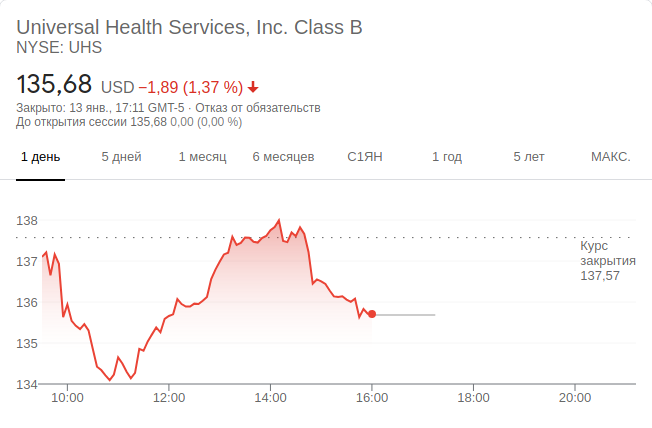 Universal Health Services, Inc. Class B
NYSE: UHS
135,68 USD −1,89 (1,37 %)
Закрыто: 13 янв., 17:11 GMT-5 · Отказ от обязательств
До открытия сессии 135,68 0,00 (0,00 %)
1 день 5 дней 1 месяц 6 месяцев С1ЯН 1 год 5 лет МАКС.
138
Курс
закрытия
137,57
137
136
135
134
10:00 12:00 14:00 16:00 18:00 20:00